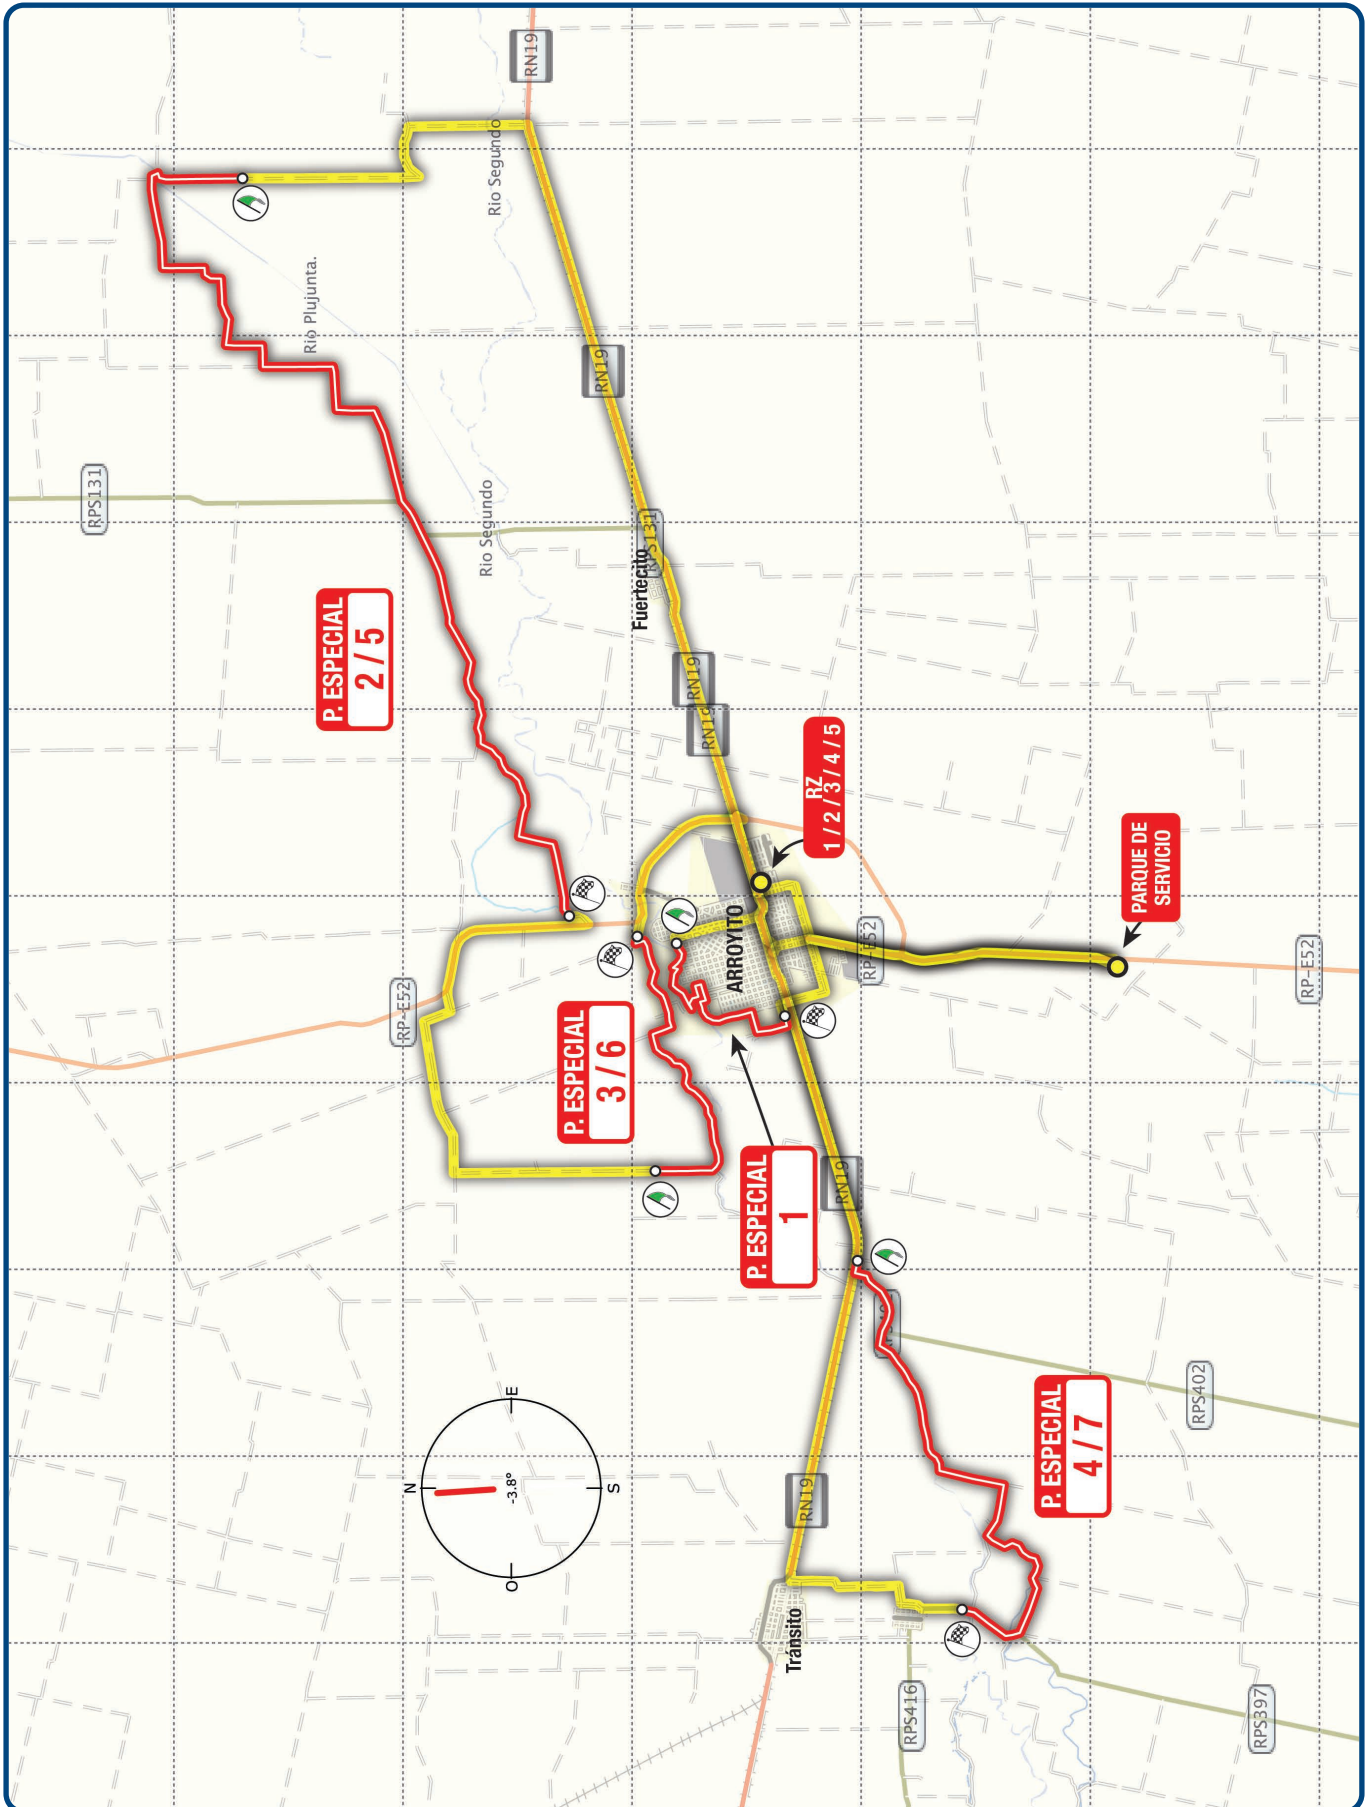 RN19
RPS131
Rio Segundo
Rio Plujunta.
RN19
Rio Segundo
RPS131
Fuertecito
P. ESPECIAL
2 / 5
RN19
RN19
RZ
1 / 2 / 3 / 4 / 5
PARQUE DE
SERVICIO
ARROYITO
RP-E52
RP-E52
RP-E52
P. ESPECIAL
3 / 6
P. ESPECIAL
1
RN19
RPS402
P. ESPECIAL
4 / 7
N
E
S
O
-3.8°
RN19
Tránsito
RPS416
RPS397